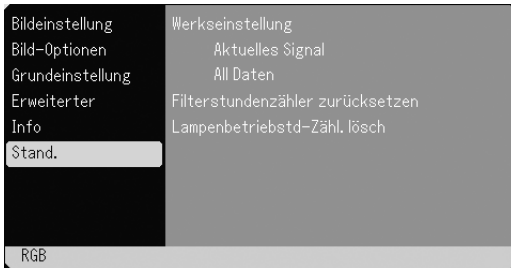 Bildeinstellung
Bild-Optionen
Grundeinstellung
Erweiterter
Info
Stand.
Werkseinstellung
Aktuelles Signal
All Daten
Filterstundenzähler zurücksetzen
Lampenbetriebstd-Zähl. lösch
RGB